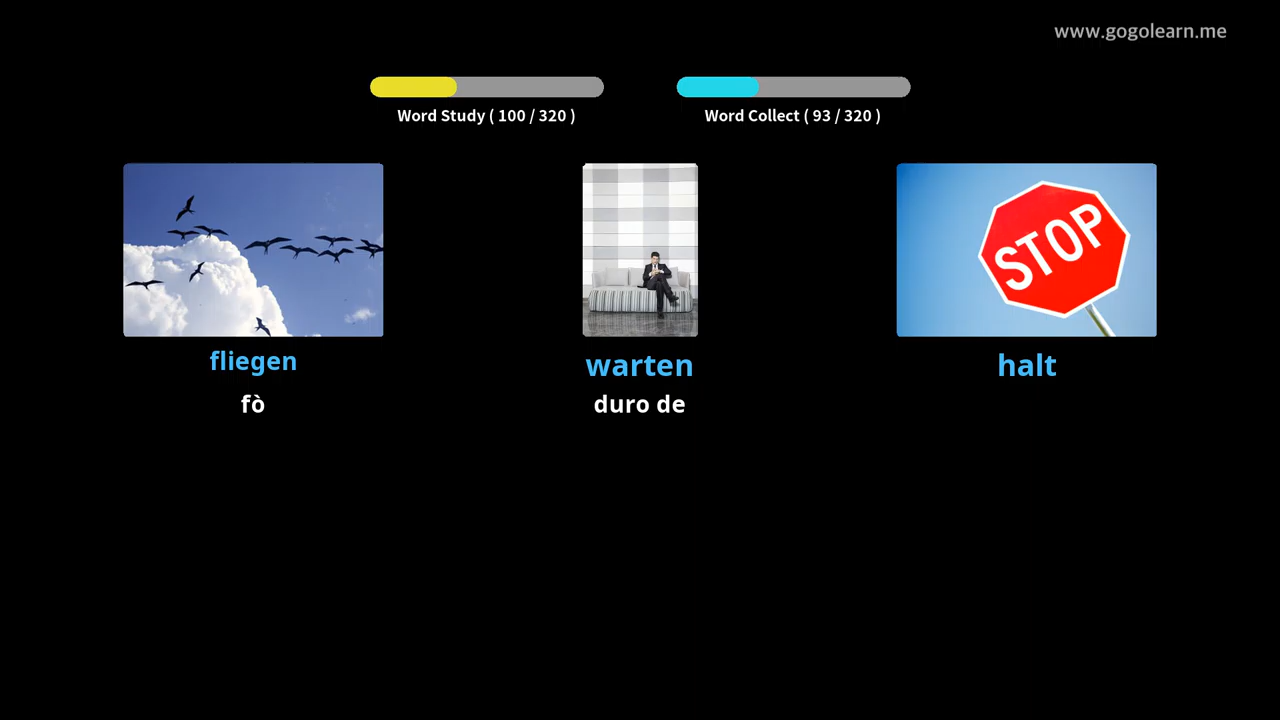 www.gogolearn.me
Word Study ( 100 / 320 )
Word Collect ( 93 / 320 )
STOP
fliegen
warten
halt
fò
duro de